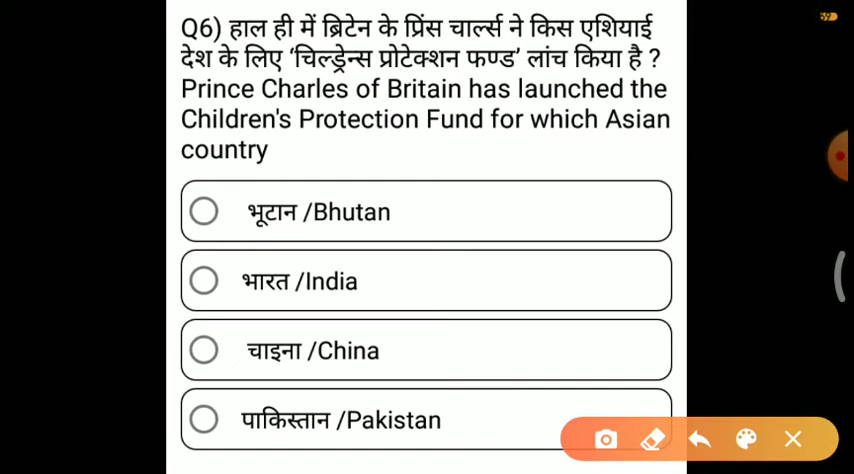 Q6) हाल ही में ब्रिटेन के प्रिंस चार्ल्स ने किस एशियाई
देश के लिए ‘चिल्ड्रेन्स प्रोटेक्शन फण्ड’ लांच किया है ?
Prince Charles of Britain has launched the
Children's Protection Fund for which Asian
country
भूटान /Bhutan
भारत /India
चाइना /China
पाकिस्तान /Pakistan